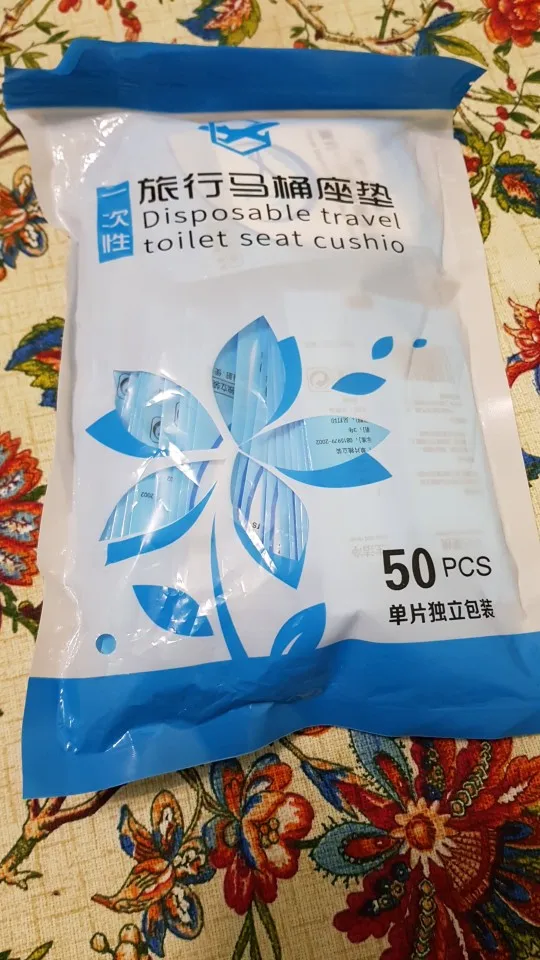 一次性
旅行马桶座垫
Disposable travel
toilet seat cushio
2002
50 PCS
单片独立包装